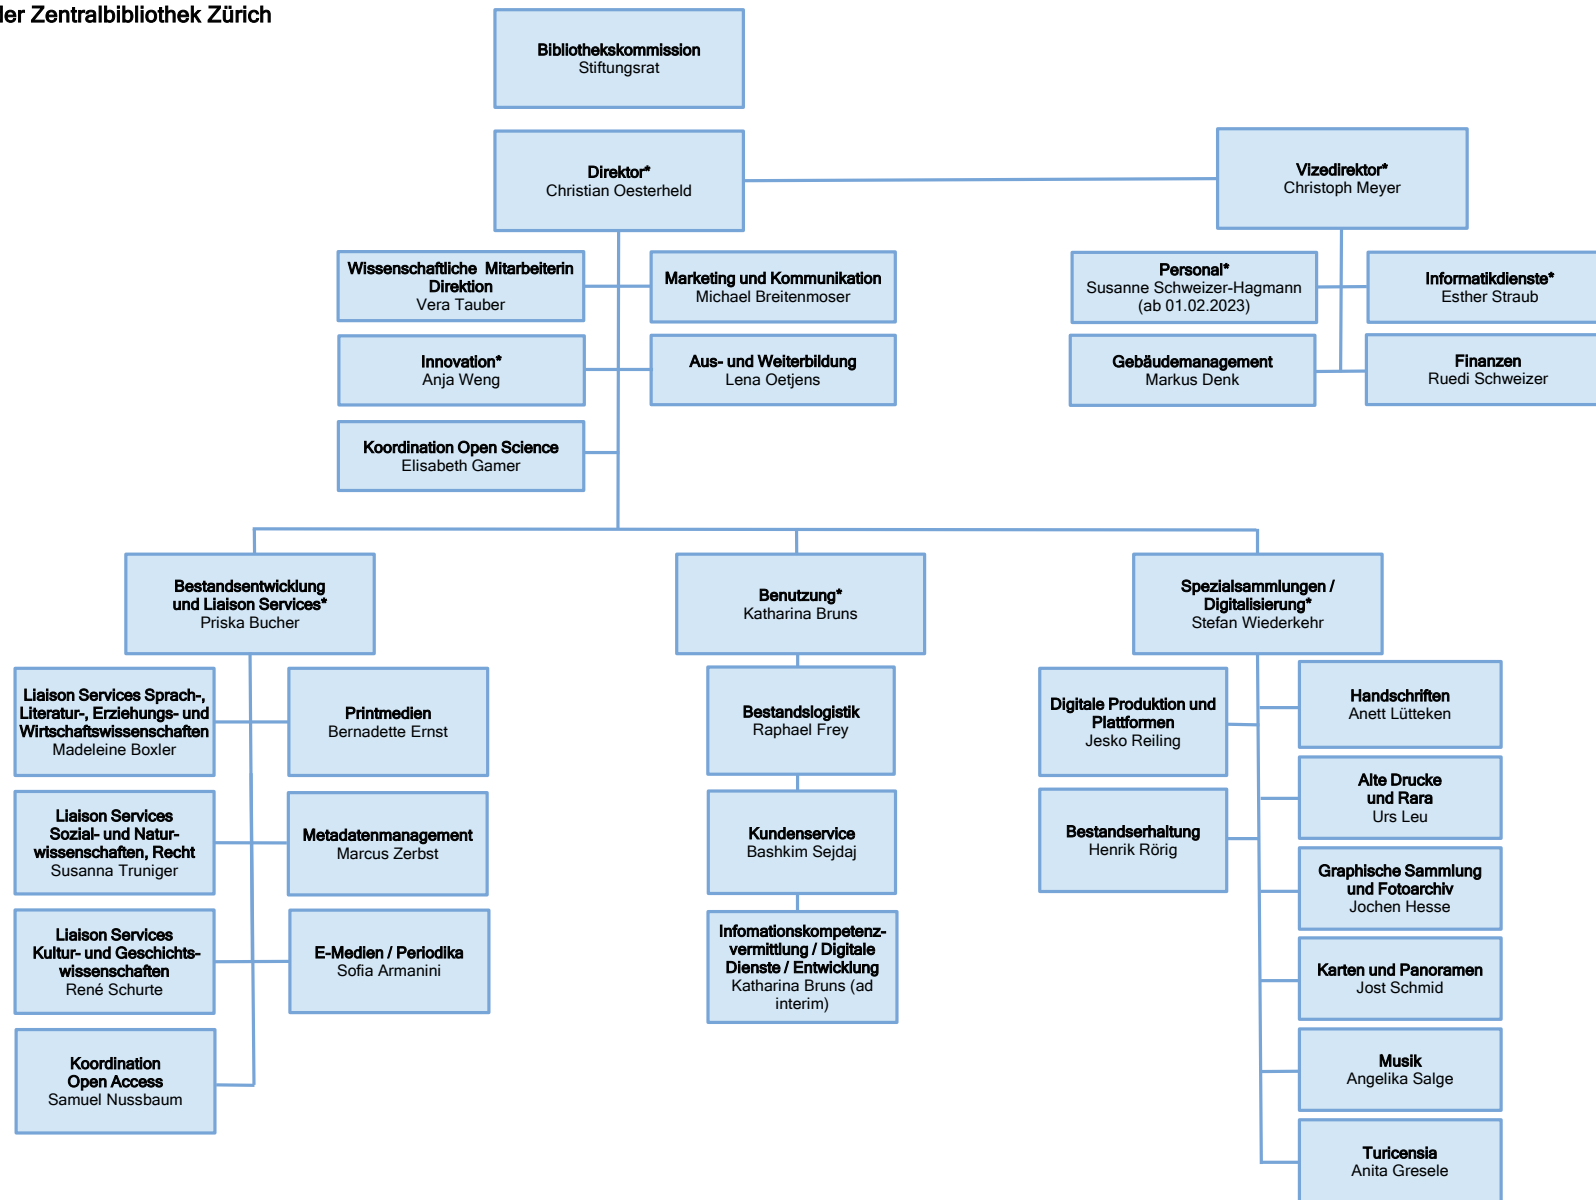 der Zentralbibliothek Zürich
Bibliothekskommission
Stiftungsrat
Direktor*
Christian Oesterheld
Vizedirektor*
Christoph Meyer
Wissenschaftliche Mitarbeiterin
Direktion
Vera Tauber
Marketing und Kommunikation
Michael Breitenmoser
Personal*
Susanne Schweizer-Hagmann
(ab 01.02.2023)
Informatikdienste*
Esther Straub
Innovation*
Anja Weng
Aus- und Weiterbildung
Lena Oetjens
Gebäudemanagement
Markus Denk
Finanzen
Ruedi Schweizer
Koordination Open Science
Elisabeth Gamer
Bestandsentwicklung
und Liaison Services*
Priska Bucher
Benutzung*
Katharina Bruns
Spezialsammlungen /
Digitalisierung*
Stefan Wiederkehr
Liaison Services Sprach-,
Literatur-, Erziehungs- und
Wirtschaftswissenschaften
Madeleine Boxler
Printmedien
Bernadette Ernst
Liaison Services
Sozial- und Natur-
wissenschaften, Recht
Susanna Truniger
Metadatenmanagement
Marcus Zerbst
Liaison Services
Kultur- und Geschichts-
wissenschaften
René Schurte
E-Medien / Periodika
Sofia Armanini
Koordination
Open Access
Samuel Nussbaum
Bestandslogistik
Raphael Frey
Kundenservice
Bashkim Sejdaj
Infomationskompetenz-
vermittlung / Digitale
Dienste / Entwicklung
Katharina Bruns (ad
interim)
Digitale Produktion und
Plattformen
Jesko Reiling
Bestandserhaltung
Henrik Rörig
Handschriften
Anett Lütteken
Alte Drucke
und Rara
Urs Leu
Graphische Sammlung
und Fotoarchiv
Jochen Hesse
Karten und Panoramen
Jost Schmid
Musik
Angelika Salge
Turicensia
Anita Gresele